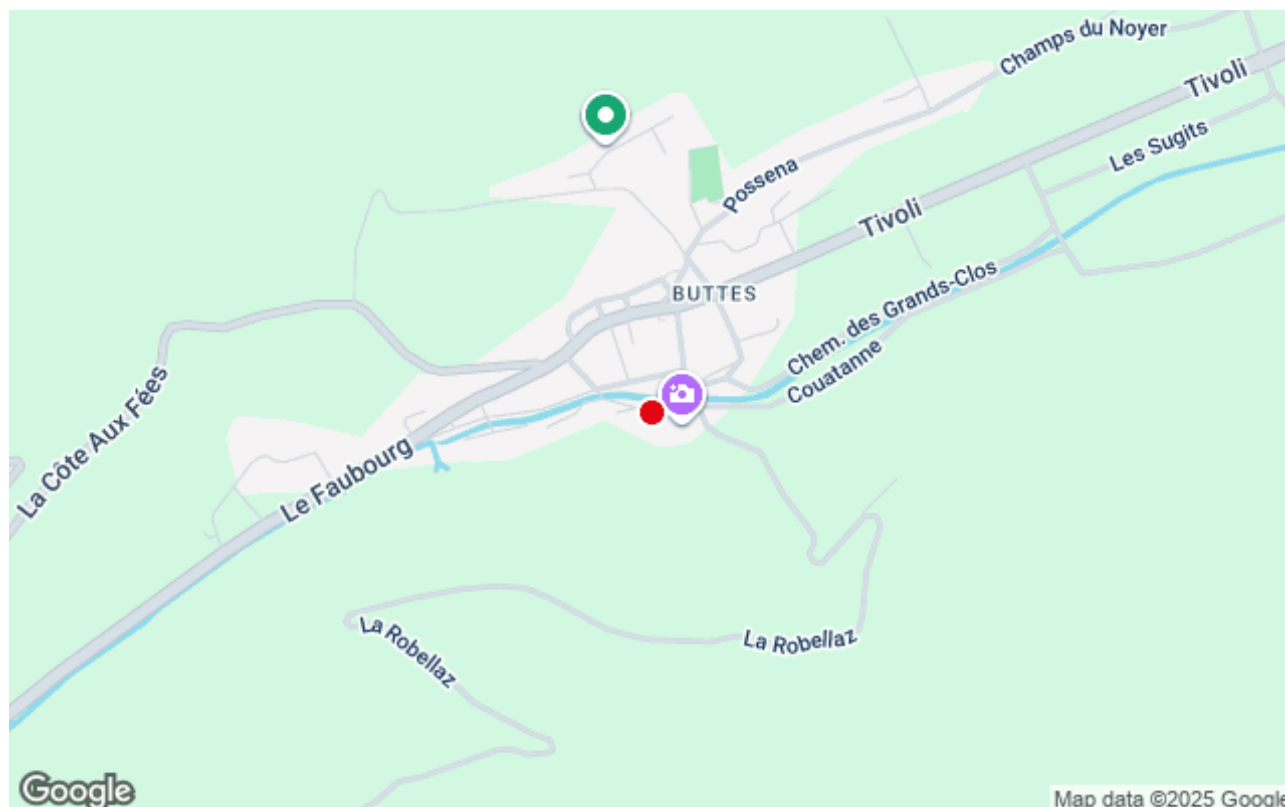 Champs du Noyer
Tivoli
Les Sugits
Possena
Tivoli
BUTTES
Chem. des Grands-Clos
Couatanne
La Côte Aux Fées
Le Faubourg
La Robellaz
La Robellaz
Google
Map data ©2025 Google